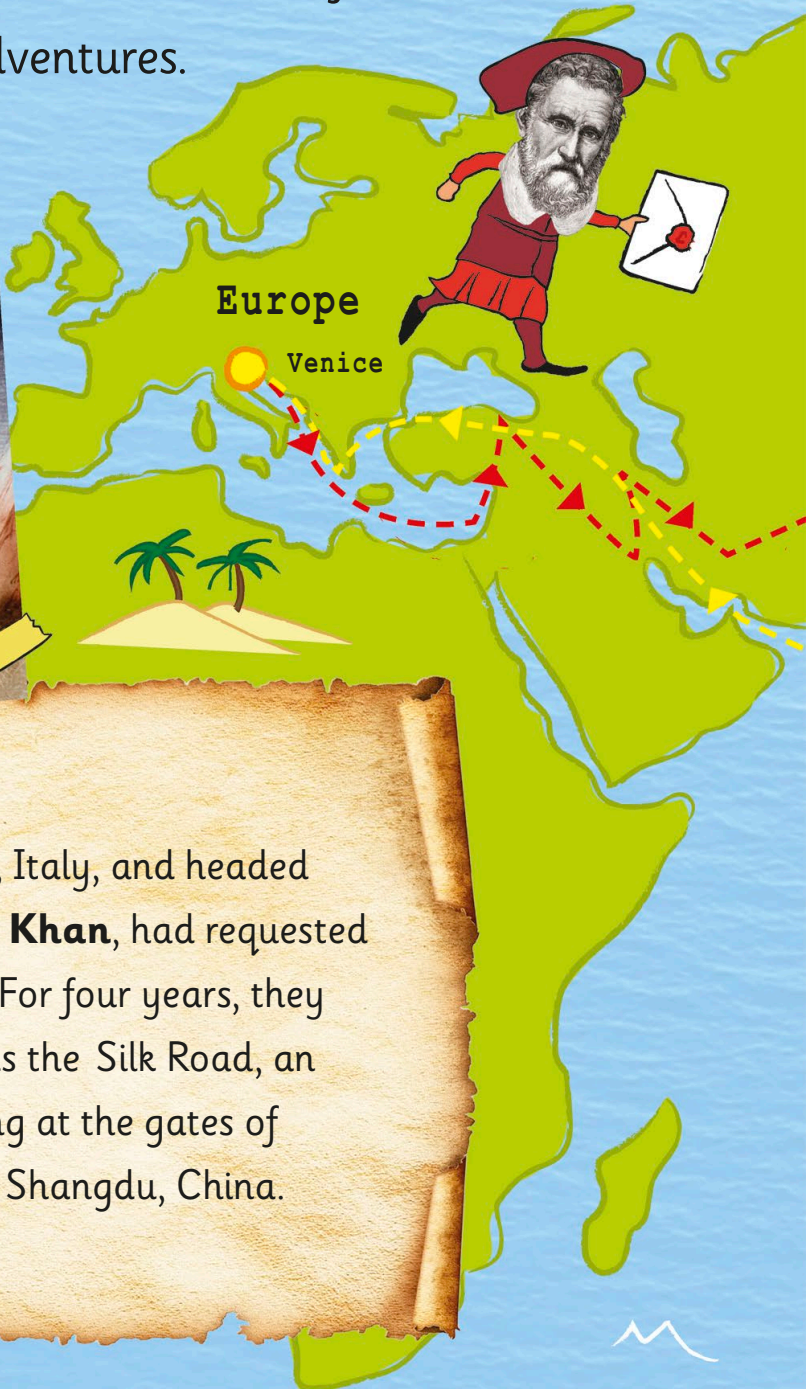 Europe
Venice
, Italy, and headed
Khan, had requested
For four years, they
the Silk Road, an
at the gates of
Shangdu, China.